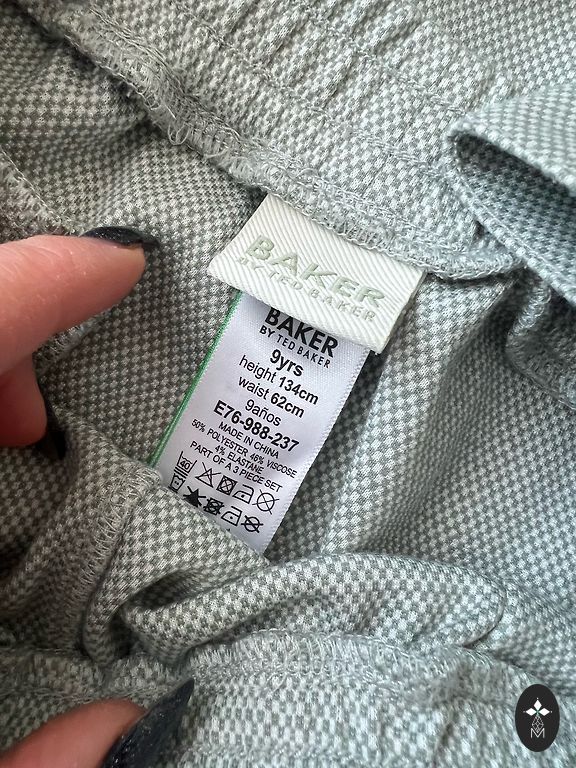 BAKER
BY TED BAKER
BAKER
BY TED BAKER
9yrs
height 134cm
waist 62cm
9años
E76-988-237
MADE IN CHINA
50% POLYESTER 46% VISCOSE
4% ELASTANE
PART OF A 3 PIECE SET
40
M